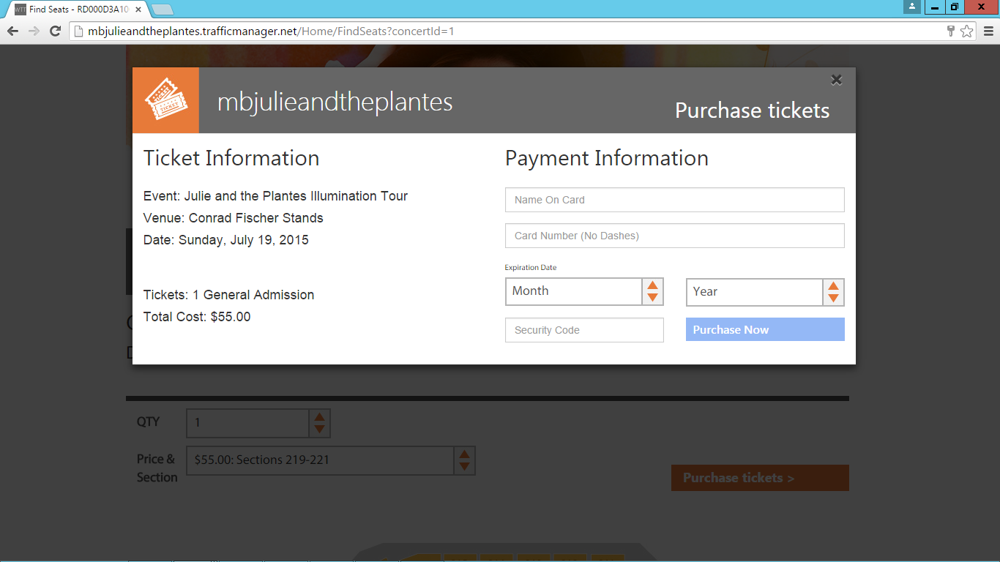 WTT Find Seats - RD000D3A10
mbjulieandtheplantes.trafficmanager.net/Home/FindSeats?concertId=1
TICKET
mbjulieandtheplantes
Purchase tickets
Ticket Information
Event: Julie and the Plantes Illumination Tour
Venue: Conrad Fischer Stands
Date: Sunday, July 19, 2015
Tickets: 1 General Admission
Total Cost: $55.00
Payment Information
Name On Card
Card Number (No Dashes)
Expiration Date
Month
Year
Security Code
Purchase Now
QTY
1
Price &
Section
$55.00: Sections 219-221
Purchase tickets >